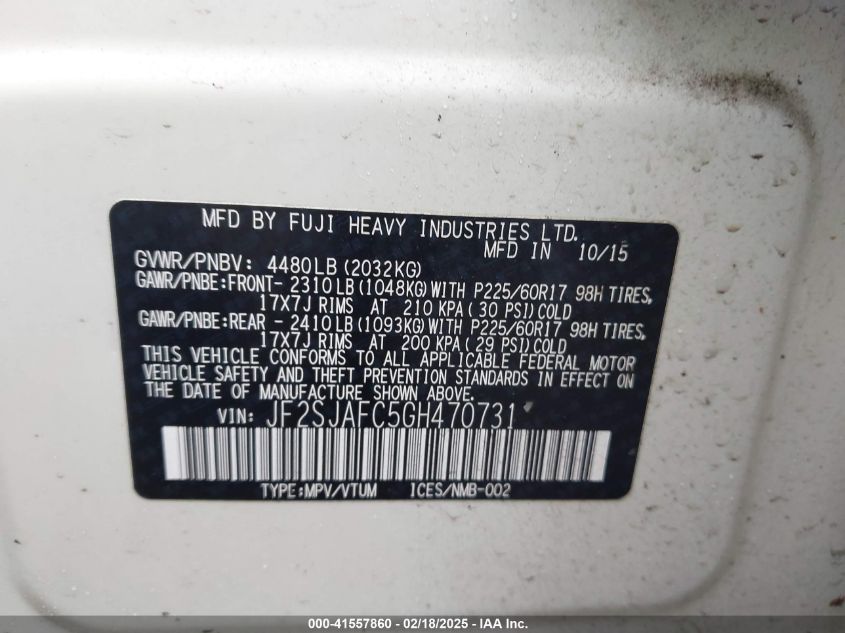 MFD BY FUJI HEAVY INDUSTRIES LTD.
MFD IN 10/15
GVWR/PNBV: 4480LB (2032KG)
GAWR/PNBE:FRONT- 2310LB (1048KG) WITH P225/60R17 98H TIRES,
17X7J RIMS AT 210 KPA ( 30 PSI) COLD
GAWR/PNBE:REAR - 2410LB (1093KG) WITH P225/60R17 98H TIRES,
17X7J RIMS AT 200 KPA ( 29 PSI) COLD
THIS VEHICLE CONFORMS TO ALL APPLICABLE FEDERAL MOTOR
VEHICLE SAFETY AND THEFT PREVENTION STANDARDS IN EFFECT ON
THE DATE OF MANUFACTURE SHOWN ABOVE.
VIN: JF2SJAFC5GH470731
TYPE:MPV/VTUM ICES/NMB-002
000-41557860 - 02/18/2025 - IAA Inc.